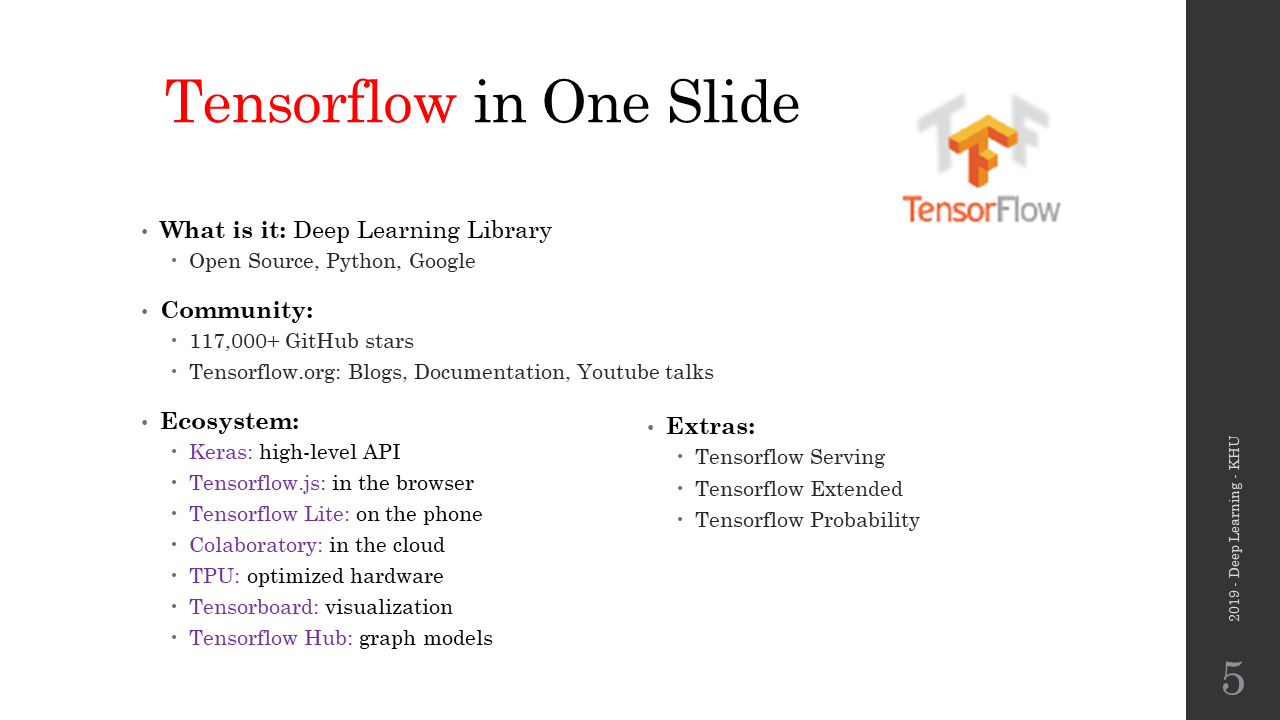 Tensorflow in One Slide
TensorFlow
• What is it: Deep Learning Library
• Open Source, Python, Google
• Community:
• 117,000+ GitHub stars
• Tensorflow.org: Blogs, Documentation, Youtube talks
• Ecosystem:
• Keras: high-level API
• Tensorflow.js: in the browser
• Tensorflow Lite: on the phone
• Colaboratory: in the cloud
• TPU: optimized hardware
• Tensorboard: visualization
• Tensorflow Hub: graph models
• Extras:
• Tensorflow Serving
• Tensorflow Extended
• Tensorflow Probability
2019 - Deep Learning - KHU
5